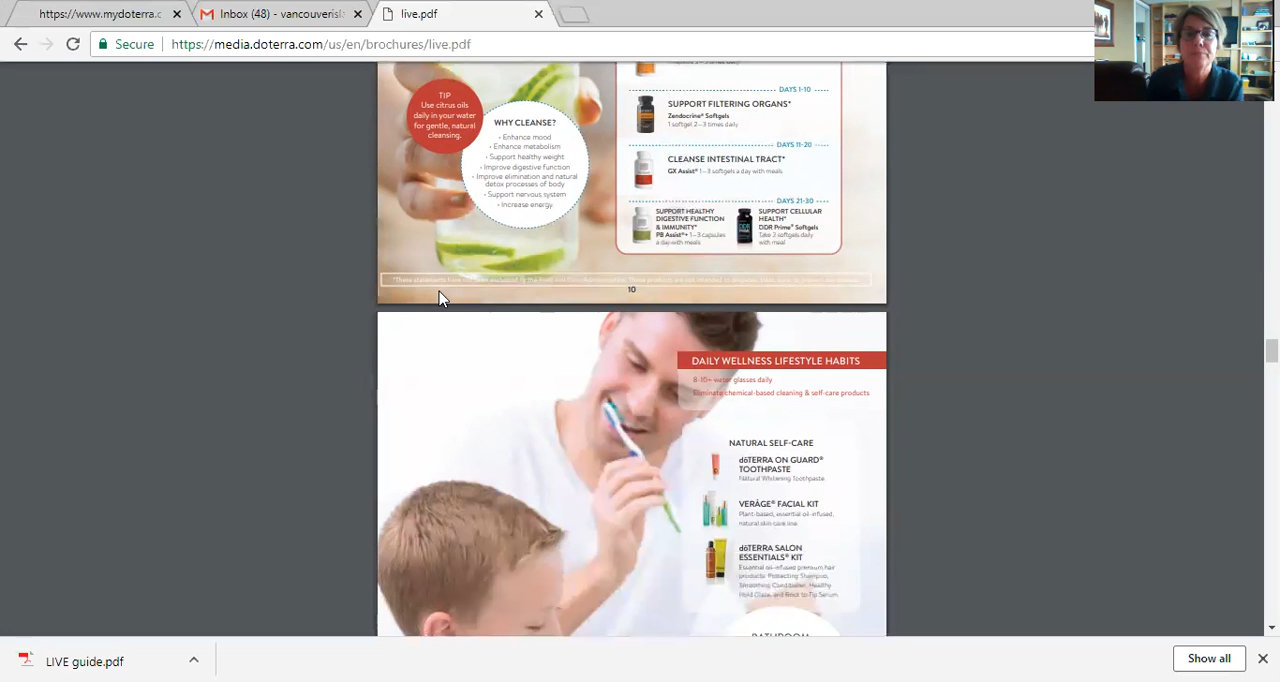 https://www.mydoterra.c
Inbox (48) - vancouverisl
live.pdf
Secure
https://media.doterra.com/us/en/brochures/live.pdf
TIP
Use citrus oils
daily in your water
for gentle, natural
cleansing.
WHY CLEANSE?
• Enhance mood
• Enhance metabolism
• Support healthy weight
• Improve digestive function
• Improve elimination and natural
detox processes of body
• Support nervous system
• Increase energy
DAYS 1-10
SUPPORT FILTERING ORGANS*
Zendocrine® Softgels
1 softgel 2–3 times daily
DAYS 11-20
CLEANSE INTESTINAL TRACT*
GX Assist® 1–3 softgels a day with meals
DAYS 21-30
SUPPORT HEALTHY
DIGESTIVE FUNCTION
& IMMUNITY*
PB Assist®+ 1–3 capsules
a day with meals
SUPPORT CELLULAR
HEALTH*
DDR Prime® Softgels
Take 2 softgels daily
with meal
10
DAILY WELLNESS LIFESTYLE HABITS
8-10+ water glasses daily
Eliminate chemical-based cleaning & self-care products
NATURAL SELF-CARE
dōTERRA ON GUARD®
TOOTHPASTE
Natural Whitening Toothpaste
VERÁGE® FACIAL KIT
Plant-based, essential oil-infused,
natural skin care line
dōTERRA SALON
ESSENTIALS® KIT
Essential oil-infused premium hair
products: Protecting Shampoo,
Smoothing Conditioner, Healthy
Hold Glaze, and Root to Tip Serum
BATHROOM
LIVE guide.pdf
Show all